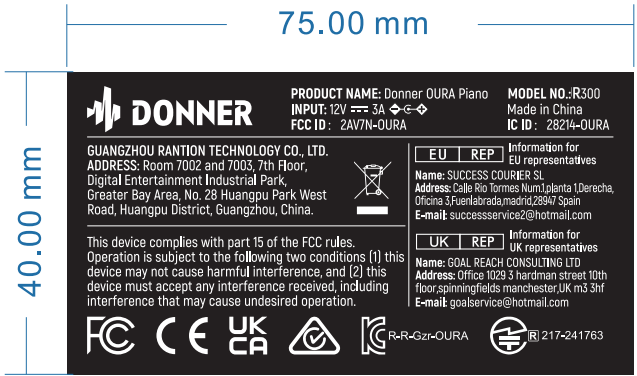 75.00 mm
40.00 mm
DONNER
PRODUCT NAME: Donner OURA Piano
INPUT: 12V 3A
FCC ID : 2AV7N-OURA
MODEL NO.:R300
Made in China
IC ID : 28214-OURA
GUANGZHOU RANTION TECHNOLOGY CO., LTD.
ADDRESS: Room 7002 and 7003, 7th Floor,
Digital Entertainment Industrial Park,
Greater Bay Area, No. 28 Huangpu Park West
Road, Huangpu District, Guangzhou, China.
This device complies with part 15 of the FCC rules.
Operation is subject to the following two conditions (1) this
device may not cause harmful interference, and (2) this
device must accept any interference received, including
interference that may cause undesired operation.
EU REP
Information for
EU representatives
Name: SUCCESS COURIER SL
Address: Calle Rio Tormes Num.1,planta 1,Derecha,
Oficina 3,Fuenlabrada,madrid,28947 Spain
E-mail: successservice2@hotmail.com
UK REP
Information for
UK representatives
Name: GOAL REACH CONSULTING LTD
Address: Office 1029 3 hardman street 10th
floor,spinningfields manchester,UK m3 3hf
E-mail: goalservice@hotmail.com
FC
CE
UK
CA
R-R-Gzr-OURA
R 217-241763